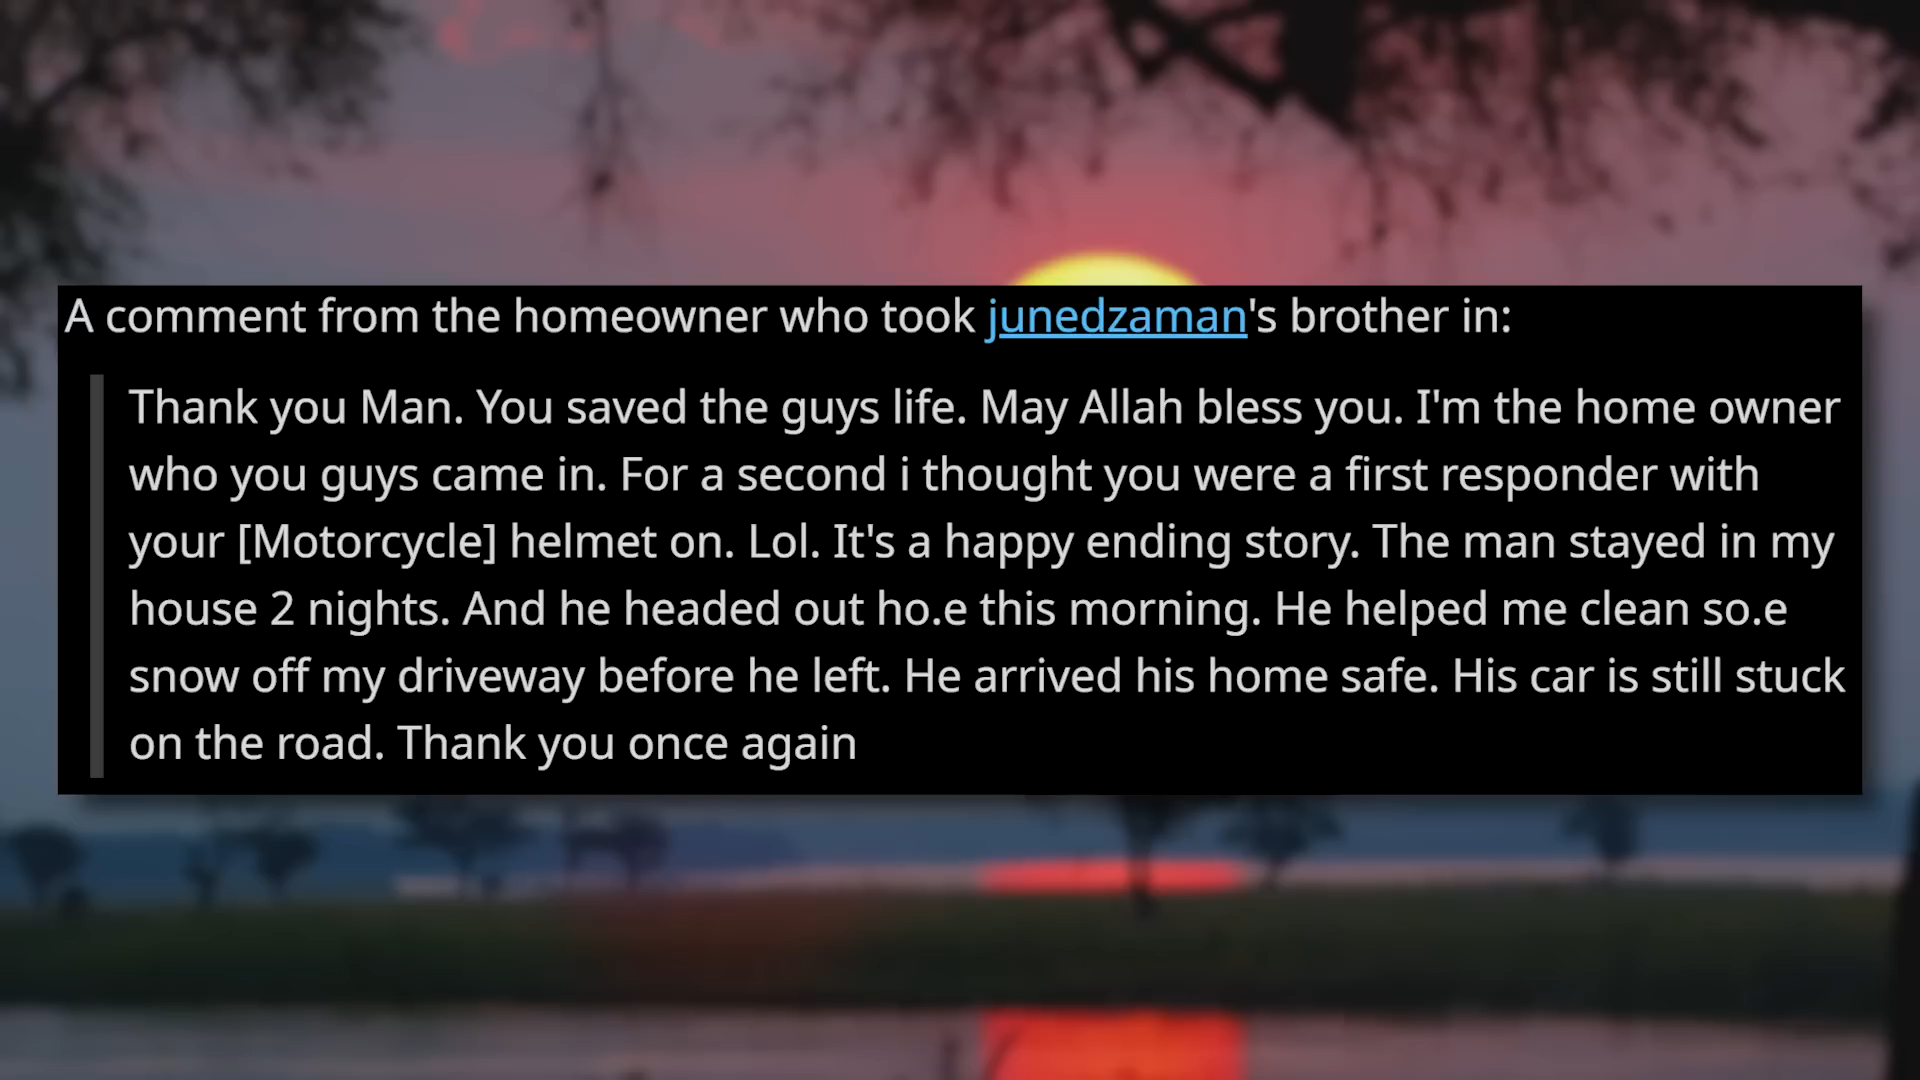 A comment from the homeowner who took junedzaman's brother in:
Thank you Man. You saved the guys life. May Allah bless you. I'm the home owner
who you guys came in. For a second i thought you were a first responder with
your [Motorcycle] helmet on. Lol. It's a happy ending story. The man stayed in my
house 2 nights. And he headed out ho.e this morning. He helped me clean so.e
snow off my driveway before he left. He arrived his home safe. His car is still stuck
on the road. Thank you once again